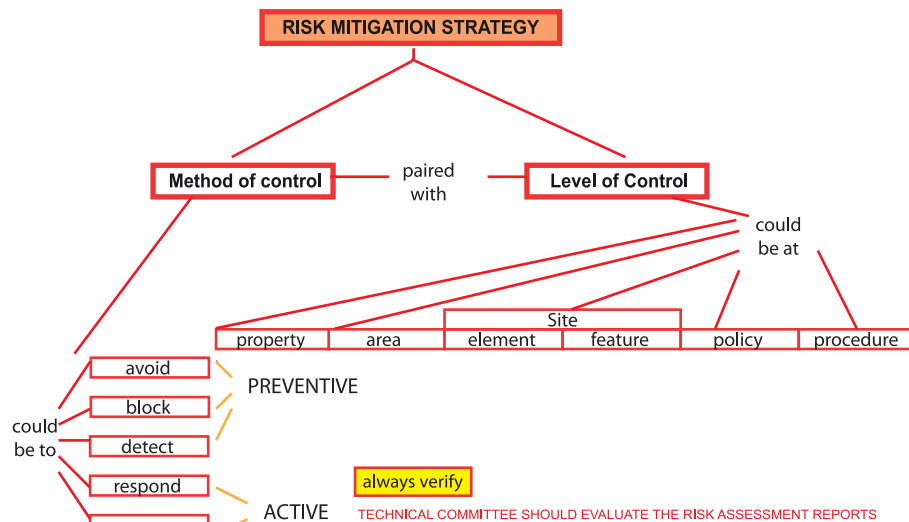 RISK MITIGATION STRATEGY
Method of control
paired
with
Level of Control
could
be at
Site
property
area
element
feature
policy
procedure
avoid
PREVENTIVE
block
could
be to
detect
respond
always verify
ACTIVE
TECHNICAL COMMITTEE SHOULD EVALUATE THE RISK ASSESSMENT REPORTS